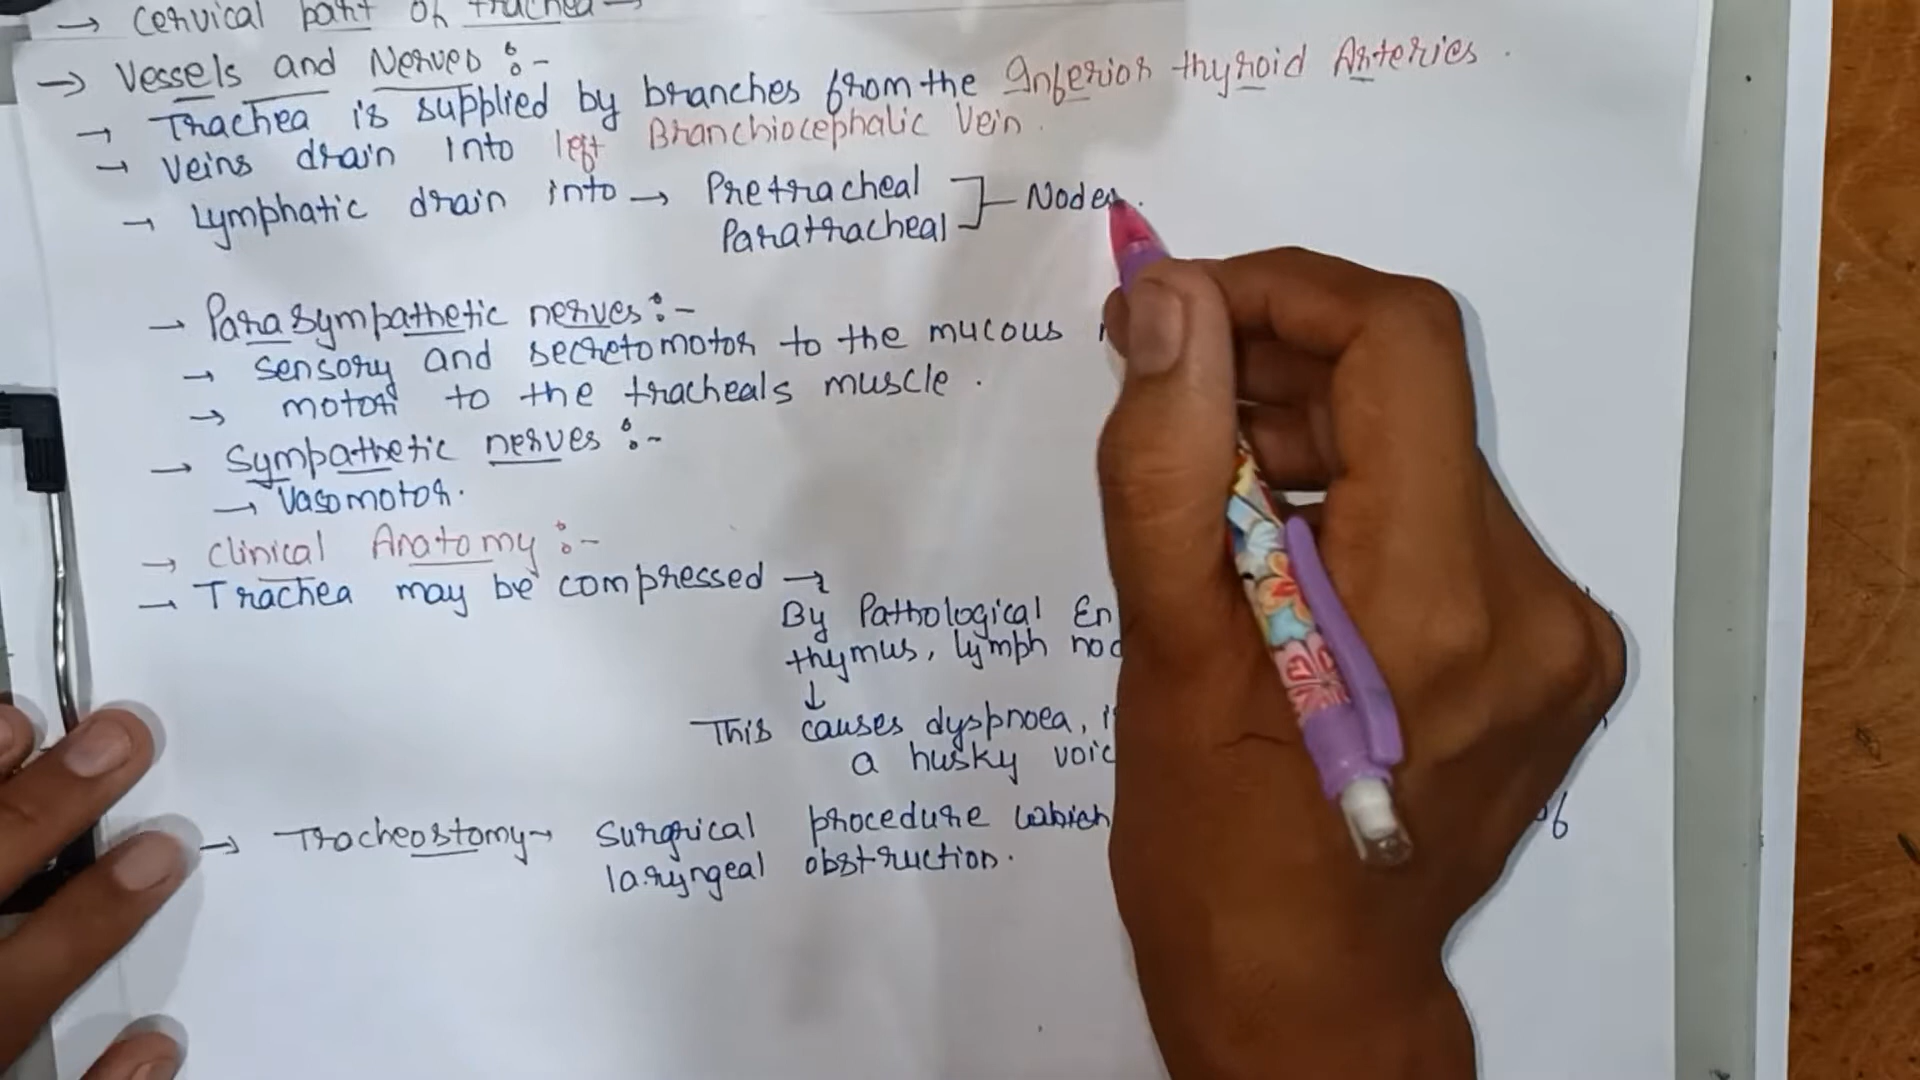 → Cervical part of trachea →
→ Vessels and Nerves :-
→ Trachea is supplied by branches from the Inferior thyroid Arteries.
→ Veins drain into left Branchiocephalic Vein.
→ Lymphatic drain into → Pretracheal
Paratracheal
Nodes.
→ Parasympathetic nerves :-
→ sensory and secretomotor to the mucous
→ motor to the tracheals muscle.
→ Sympathetic nerves :-
→ Vasomotor.
→ Clinical Anatomy :-
→ Trachea may be compressed →
By Pathological En
thymus, lymph nod
↓
This causes dyspnoea,
a husky voic
→ Tracheostomy → Surgical procedure which
laryngeal obstruction.